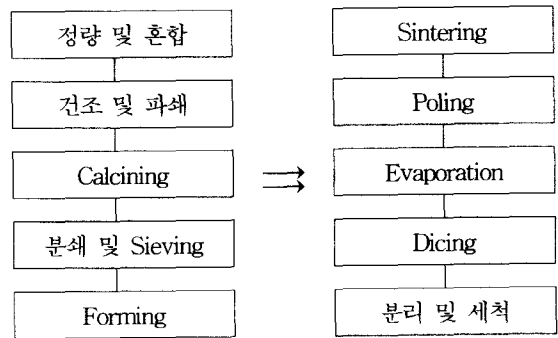 정량 및 혼합
건조 및 파쇄
Calcining
분쇄 및 Sieving
Forming
Sintering
Poling
Evaporation
Dicing
분리 및 세척